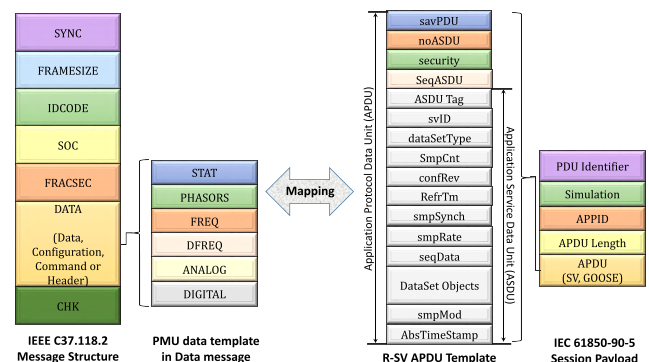 SYNC
FRAMESIZE
IDCODE
SOC
FRACSEC
DATA
(Data,
Configuration,
Command or
Header)
CHK
IEEE C37.118.2
Message Structure
STAT
PHASORS
FREQ
DFREQ
ANALOG
DIGITAL
PMU data template
in Data message
Mapping
Application Protocol Data Unit (APDU)
savPDU
noASDU
security
SeqASDU
ASDU Tag
svID
dataSetType
SmpCnt
confRev
RefrTm
smpSynch
smpRate
seqData
DataSet Objects
smpMod
AbsTimeStamp
R-SV APDU Template
Application Service Data Unit (ASDU)
PDU Identifier
Simulation
APPID
APDU Length
APDU
(SV, GOOSE)
IEC 61850-90-5
Session Payload